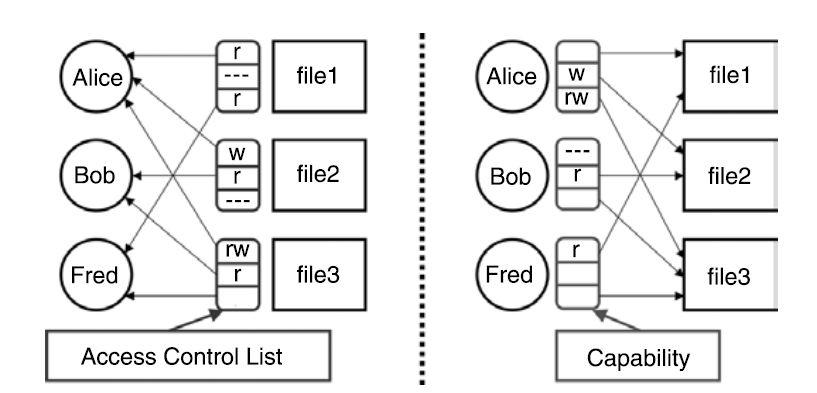 Alice
r
---
r
file1
Bob
w
r
---
file2
Fred
rw
r
file3
Access Control List
Alice
w
rw
file1
Bob
---
r
file2
Fred
r
file3
Capability